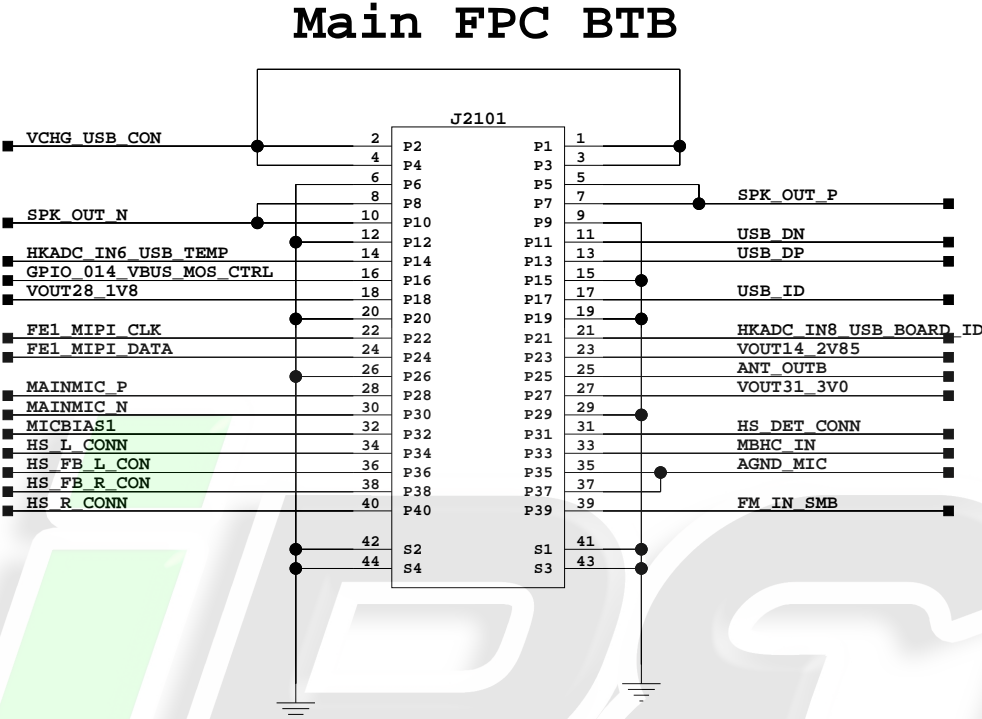 Main FPC BTB
J2101
VCHG_USB_CON 2 P2 P1 1
4 P4 P3 3
6 P6 P5 5
8 P8 P7 7 SPK_OUT_P
SPK_OUT_N 10 P10 P9 9
12 P12 P11 11 USB_DN
HKADC_IN6_USB_TEMP 14 P14 P13 13 USB_DP
GPIO_014_VBUS_MOS_CTRL 16 P16 P15 15
VOUT28_1V8 18 P18 P17 17 USB_ID
20 P20 P19 19
FE1_MIPI_CLK 22 P22 P21 21 HKADC_IN8_USB_BOARD_ID
FE1_MIPI_DATA 24 P24 P23 23 VOUT14_2V85
26 P26 P25 25 ANT_OUTB
MAINMIC_P 28 P28 P27 27 VOUT31_3V0
MAINMIC_N 30 P30 P29 29
MICBIAS1 32 P32 P31 31 HS_DET_CONN
HS_L_CONN 34 P34 P33 33 MBHC_IN
HS_FB_L_CON 36 P36 P35 35 AGND_MIC
HS_FB_R_CON 38 P38 P37 37
HS_R_CONN 40 P40 P39 39 FM_IN_SMB
42 S2 S1 41
44 S4 S3 43